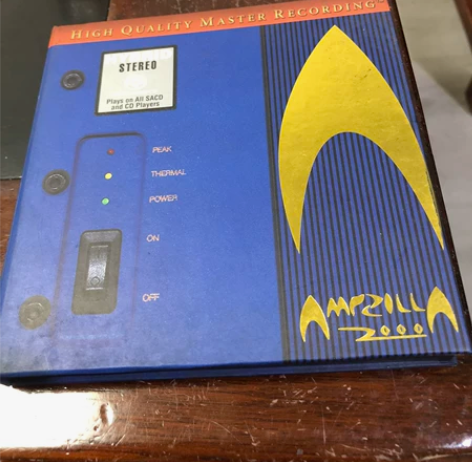 HIGH QUALITY MASTER RECORDING
STEREO
Plays on All SACD
and CD Players
PEAK
THERMAL
POWER
ON
OFF
AMPZILLA
2000